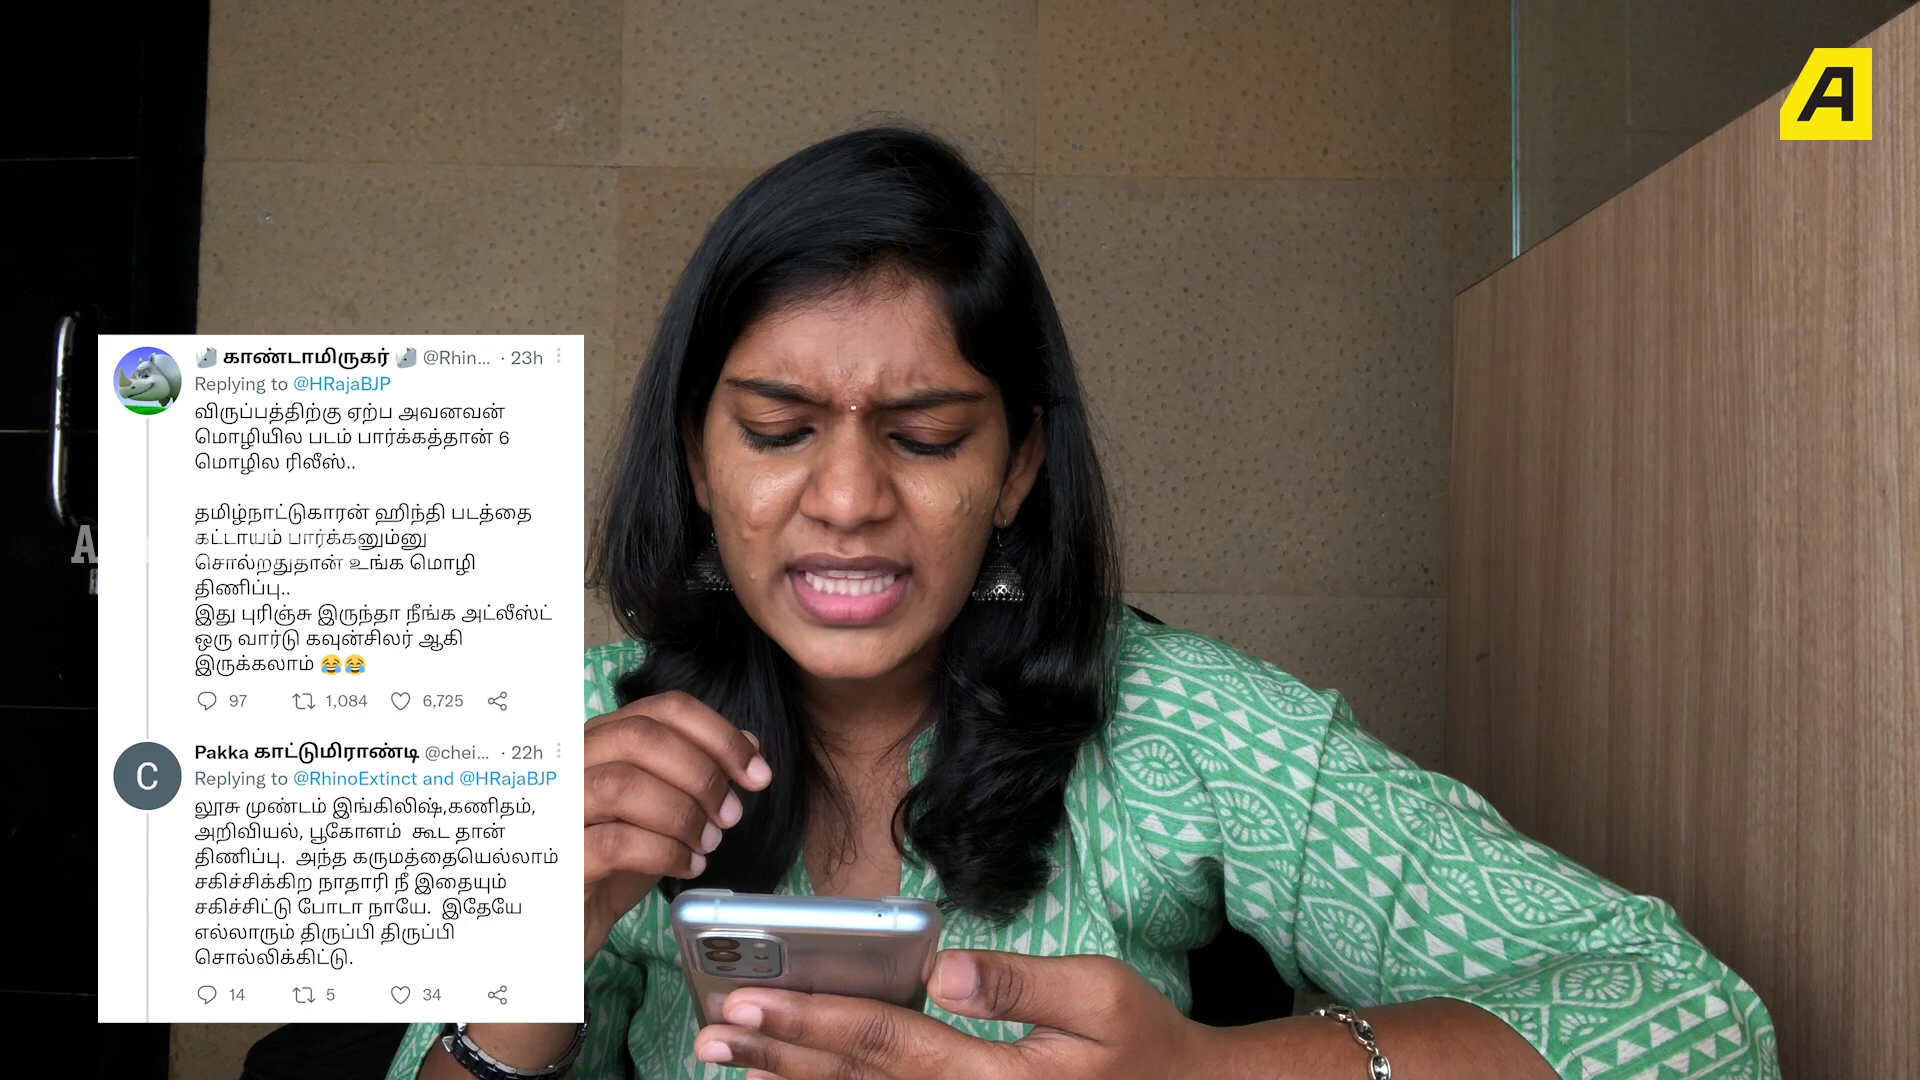 A
காண்டாமிருகர் @Rhin... · 23h
Replying to @HRajaBJP
விருப்பத்திற்கு ஏற்ப அவனவன்
மொழியில படம் பார்க்கத்தான் 6
மொழில ரிலீஸ்..
தமிழ்நாட்டுகாரன் ஹிந்தி படத்தை
கட்டாயம் பார்க்கனும்னு
சொல்றதுதான் உங்க மொழி
திணிப்பு..
இது புரிஞ்சு இருந்தா நீங்க அட்லீஸ்ட்
ஒரு வார்டு கவுன்சிலர் ஆகி
இருக்கலாம் 😂😂
97 1,084 6,725
Pakka காட்டுமிராண்டி @chei... · 22h
Replying to @RhinoExtinct and @HRajaBJP
C
லூசு முண்டம் இங்கிலிஷ்,கணிதம்,
அறிவியல், பூகோளம் கூட தான்
திணிப்பு. அந்த கருமத்தையெல்லாம்
சகிச்சிக்கிற நாதாரி நீ இதையும்
சகிச்சிட்டு போடா நாயே. இதேயே
எல்லாரும் திருப்பி திருப்பி
சொல்லிக்கிட்டு.
14 5 34